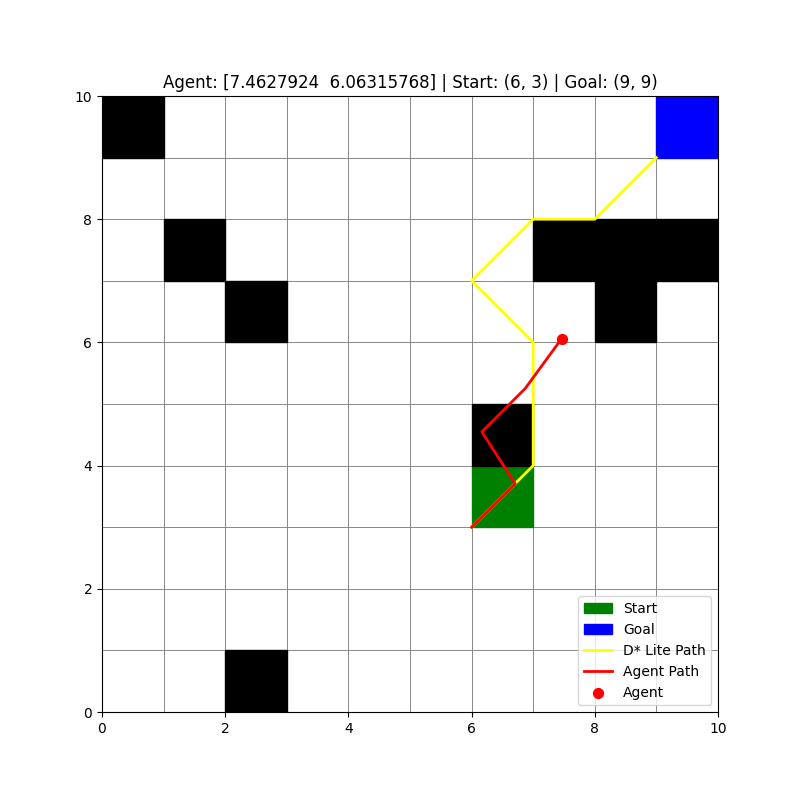 Agent: [7.4627924  6.06315768] | Start: (6, 3) | Goal: (9, 9)
10
8
6
4
2
0
0 2 4 6 8 10
Start
Goal
D* Lite Path
Agent Path
Agent